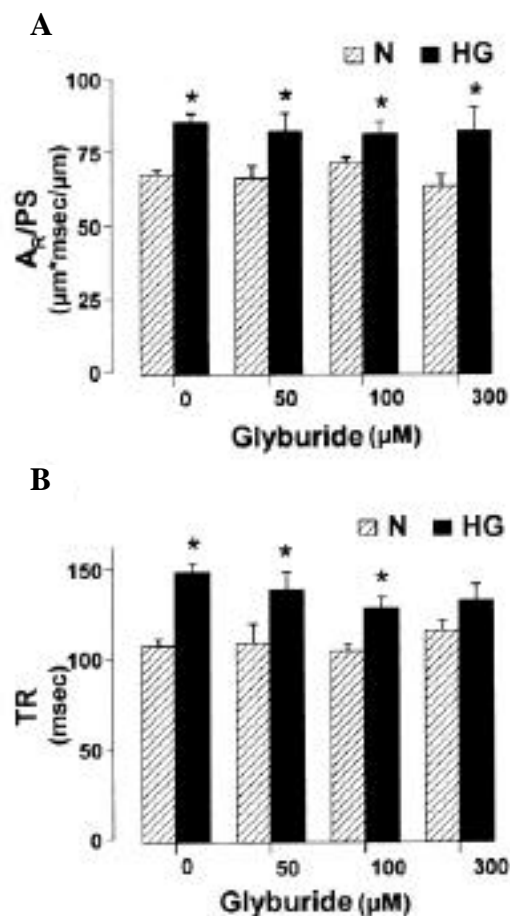 A
N HG
100
75
50
25
0
A_R/PS
(µm*msec/µm)
* * * *
0 50 100 300
Glyburide (µM)
B
N HG
150
100
50
0
TR
(msec)
* * *
0 50 100 300
Glyburide (µM)